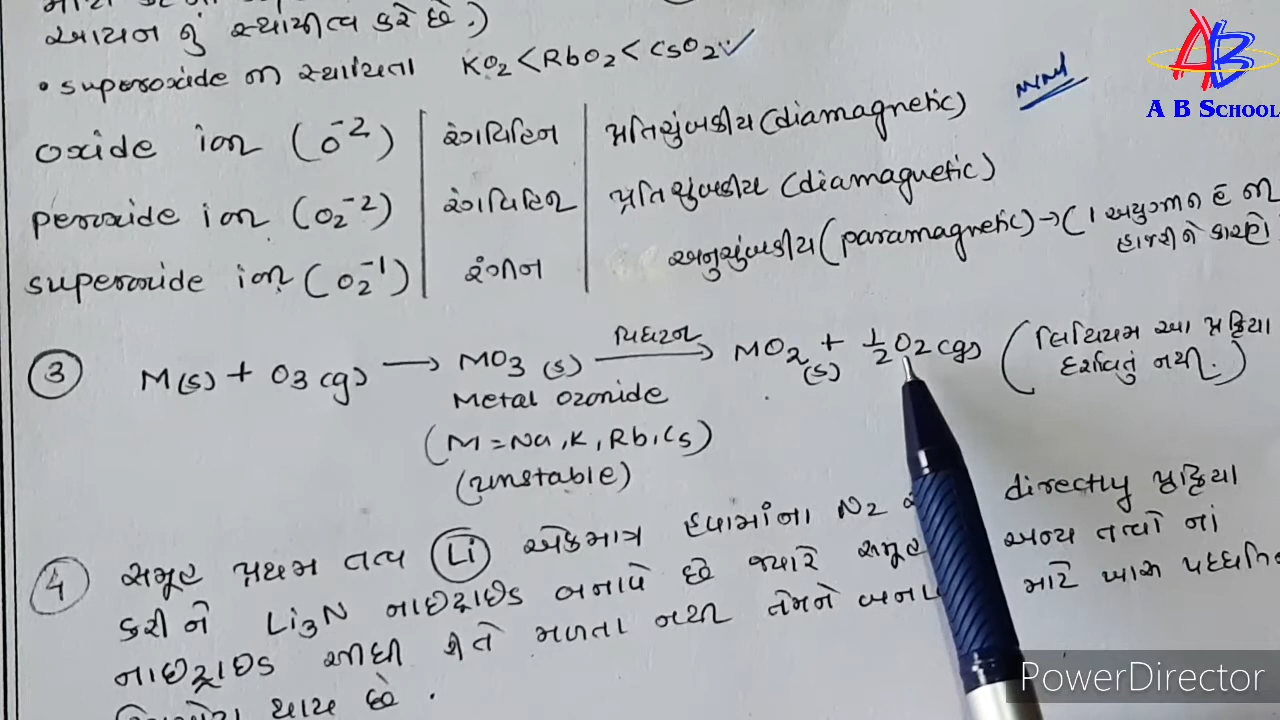 આયન નું સ્થાયીત્વ કરે છે.)
• superoxide ન સ્થાયિતા KO2 < RbO2 < CsO2
A B SCHOOL
oxide ion (O^-2) | રંગવિહિન | પ્રતિચુંબકીય (diamagnetic)
peroxide ion (O2^-2) | રંગવિહિન | પ્રતિચુંબકીય (diamagnetic)
superoxide ion (O2^-1) | રંગીન | અનુચુંબકીય (paramagnetic) → (1 અયુગ્મન e ન
હાજરીને કારણે)
③ M(s) + O3(g) → MO3(s) વિઘટન → MO2(s) + 1/2 O2(g) (લિથિયમ આ પ્રક્રિયા
દર્શાવતું નથી.)
Metal ozonide
(M = Na, K, Rb, Cs)
(unstable)
④ સમૂહ પ્રથમ તત્વ Li એકમાત્ર હવામાંના N2 directly પ્રક્રિયા
કરીને Li3N નાઇટ્રાઇડ બનાવે છે જ્યારે સમૂહ અન્ય તત્વો નાં
નાઇટ્રાઇડ સીધી રીતે મળતા નથી તેમને માટે ખાસ પદ્ધતિ
થાય છે.
PowerDirector